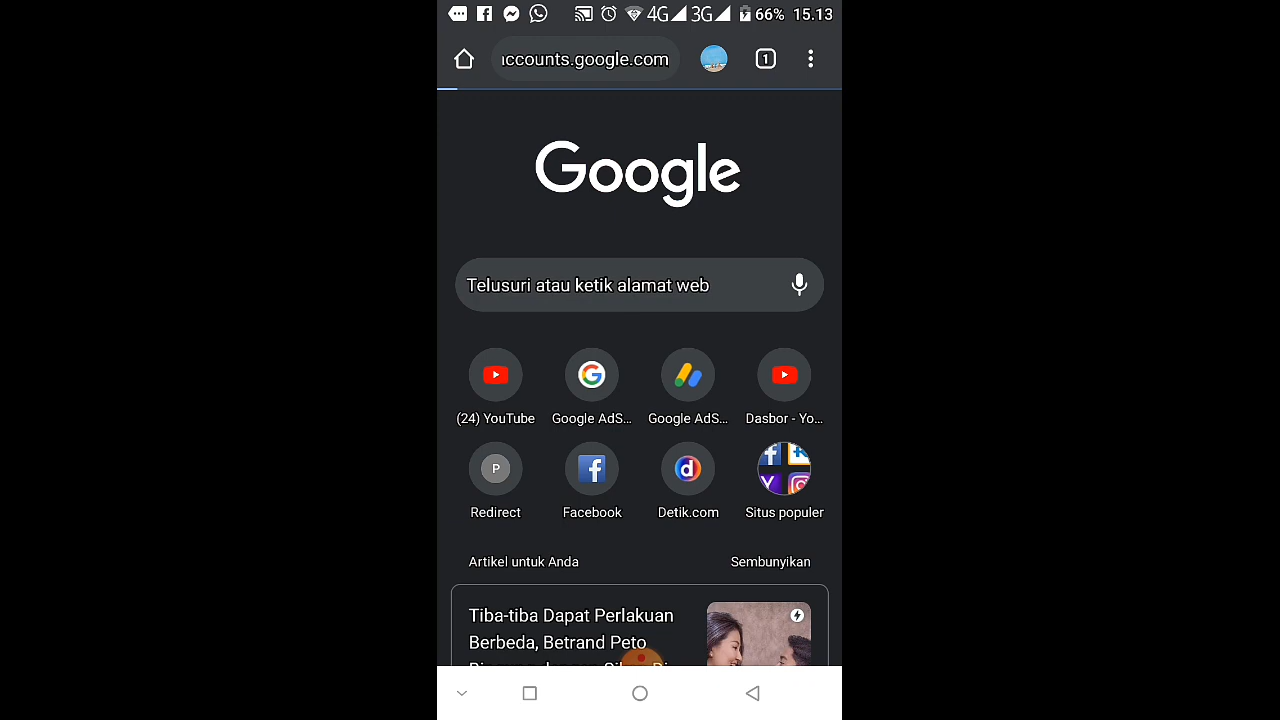 4G 3G 66% 15.13
accounts.google.com 1
Google
Telusuri atau ketik alamat web
(24) YouTube Google AdS... Google AdS... Dasbor - Yo...
P
Redirect Facebook Detik.com Situs populer
Artikel untuk Anda Sembunyikan
Tiba-tiba Dapat Perlakuan
Berbeda, Betrand Peto